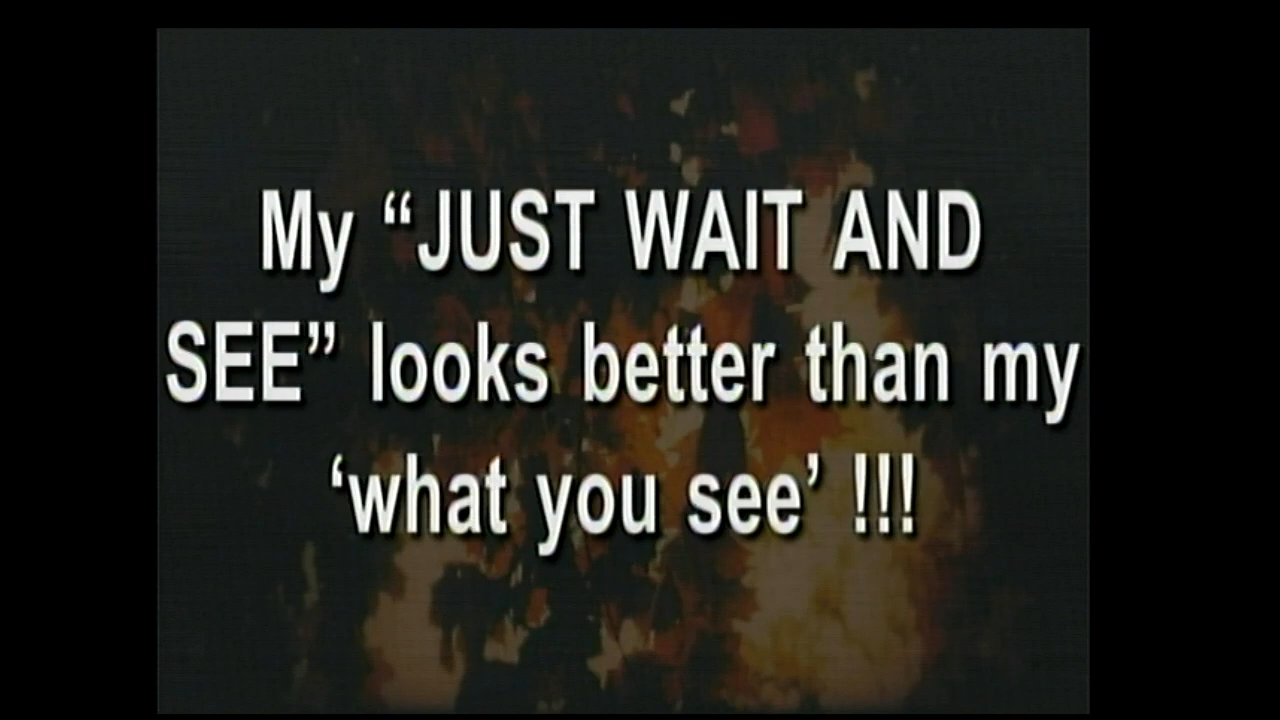 My “JUST WAIT AND
SEE” looks better than my
‘what you see’ !!!